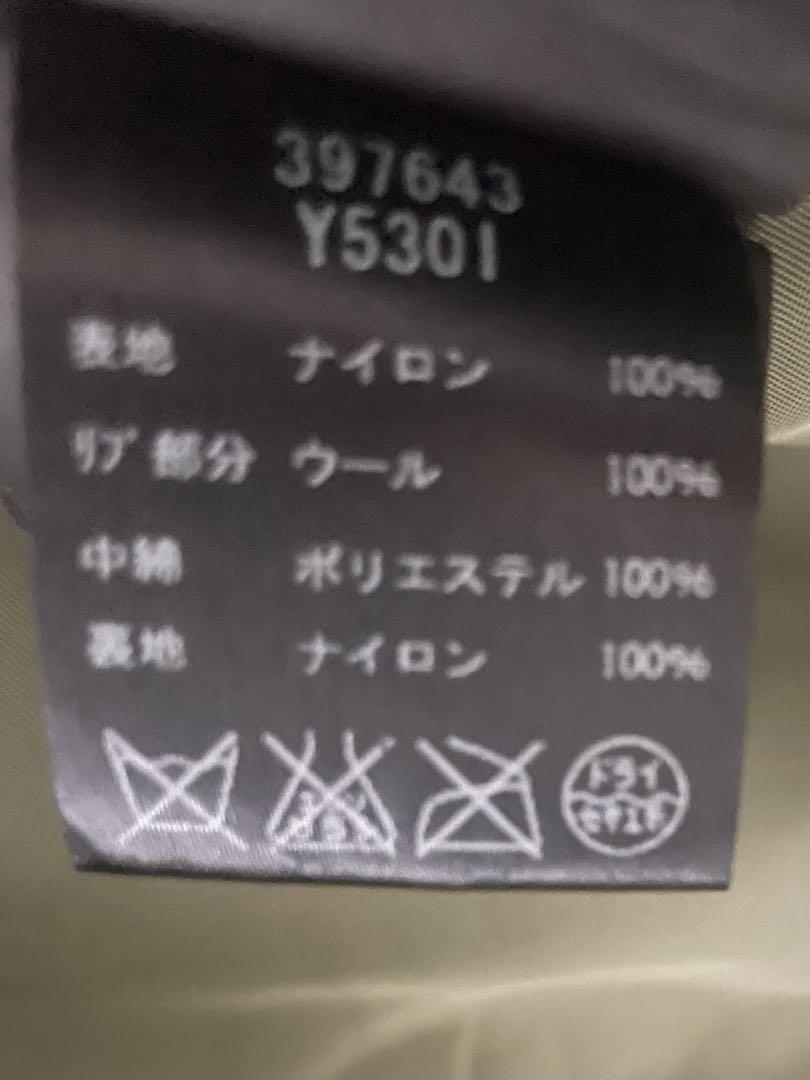 397643
Y5301
表地 ナイロン 100%
ﾘﾌﾞ部分 ウール 100%
中綿 ポリエステル 100%
裏地 ナイロン 100%
ドライ
セキユ系